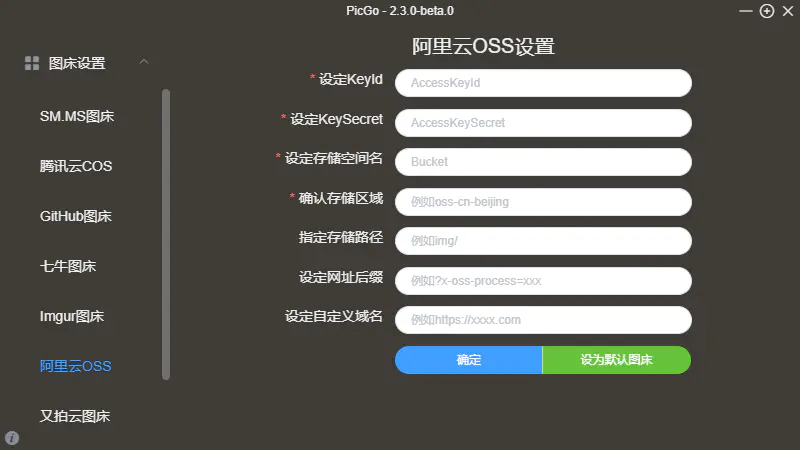 PicGo - 2.3.0-beta.0
图床设置
SM.MS图床
腾讯云COS
GitHub图床
七牛图床
Imgur图床
阿里云OSS
又拍云图床
阿里云OSS设置
* 设定KeyId
AccessKeyId
* 设定KeySecret
AccessKeySecret
* 设定存储空间名
Bucket
* 确认存储区域
例如oss-cn-beijing
指定存储路径
例如img/
设定网址后缀
例如?x-oss-process=xxx
设定自定义域名
例如https://xxxx.com
确定
设为默认图床